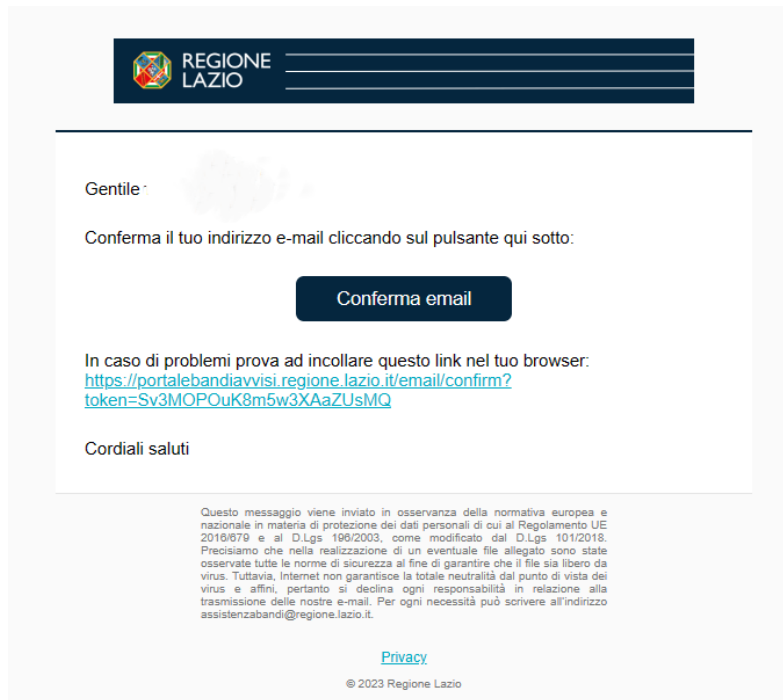 REGIONE
LAZIO
Gentile
Conferma il tuo indirizzo e-mail cliccando sul pulsante qui sotto:
Conferma email
In caso di problemi prova ad incollare questo link nel tuo browser:
https://portalebandiavvisi.regione.lazio.it/email/confirm?
token=Sv3MOPOuK8m5w3XAaZUsMQ
Cordiali saluti
Questo messaggio viene inviato in osservanza della normativa europea e
nazionale in materia di protezione dei dati personali di cui al Regolamento UE
2016/679 e al D.Lgs 196/2003, come modificato dal D.Lgs 101/2018.
Precisiamo che nella realizzazione di un eventuale file allegato sono state
osservate tutte le norme di sicurezza al fine di garantire che il file sia libero da
virus. Tuttavia, Internet non garantisce la totale neutralità dal punto di vista dei
virus e affini, pertanto si declina ogni responsabilità in relazione alla
trasmissione delle nostre e-mail. Per ogni necessità può scrivere all'indirizzo
assistenzabandi@regione.lazio.it.
Privacy
© 2023 Regione Lazio